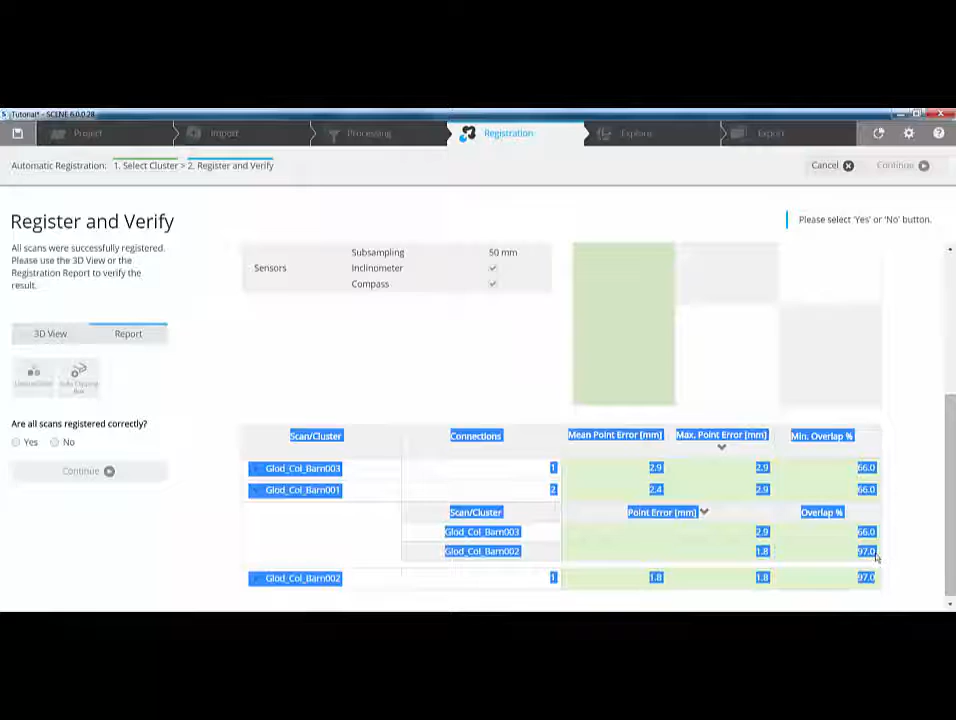 Tutorial* - SCENE 6.0.0.28
Project
Import
Processing
Registration
Explore
Export
Automatic Registration: 1. Select Cluster > 2. Register and Verify
Cancel
Continue
Register and Verify
Please select 'Yes' or 'No' button.
All scans were successfully registered.
Please use the 3D View or the
Registration Report to verify the
result.
3D View
Report
Are all scans registered correctly?
Yes
No
Continue
Subsampling 50 mm
Sensors Inclinometer
Compass
Scan/Cluster Connections Mean Point Error [mm] Max. Point Error [mm] Min. Overlap %
Glod_Col_Barn003 1 2.9 2.9 66.0
Glod_Col_Barn001 2 2.4 2.9 66.0
Scan/Cluster Point Error [mm] Overlap %
Glod_Col_Barn003 2.9 66.0
Glod_Col_Barn002 1.8 97.0
Glod_Col_Barn002 1 1.8 1.8 97.0